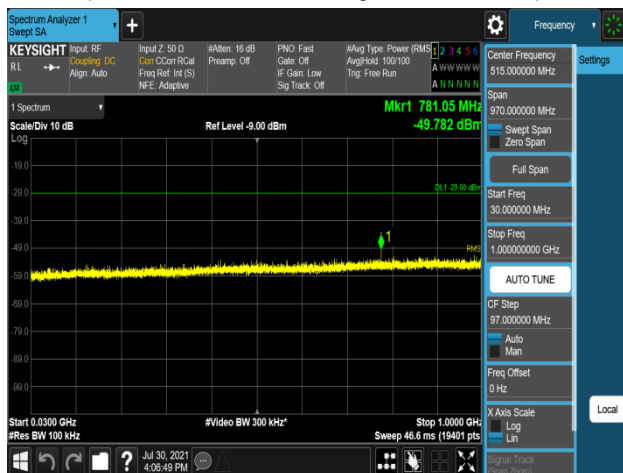 Spectrum Analyzer 1
Swept SA
+
Frequency
KEYSIGHT Input: RF
RL Coupling: DC
Align: Auto
LXI
Input Z: 50 Ω
Corr CCorr RCal
Freq Ref: Int (S)
NFE: Adaptive
#Atten: 16 dB
Preamp: Off
PNO: Fast
Gate: Off
IF Gain: Low
Sig Track: Off
#Avg Type: Power (RMS
Avg|Hold: 100/100
Trig: Free Run
1 2 3 4 5 6
A W W W W W
A N N N N N
1 Spectrum
Scale/Div 10 dB
Log
Ref Level -9.00 dBm
Mkr1 781.05 MHz
-49.782 dBm
-19.0
-29.0
DL1 -29.00 dBm
-39.0
1
-49.0
RMS
-59.0
-69.0
-79.0
-89.0
-99.0
Start 0.0300 GHz
#Res BW 100 kHz
#Video BW 300 kHz*
Stop 1.0000 GHz
Sweep 46.6 ms (19401 pts
?
Jul 30, 2021
4:06:49 PM
Center Frequency
515.000000 MHz
Span
970.000000 MHz
Swept Span
Zero Span
Full Span
Start Freq
30.000000 MHz
Stop Freq
1.000000000 GHz
AUTO TUNE
CF Step
97.000000 MHz
Auto
Man
Freq Offset
0 Hz
X Axis Scale
Log
Lin
Signal Track
(Span Zoom)
Settings
Local